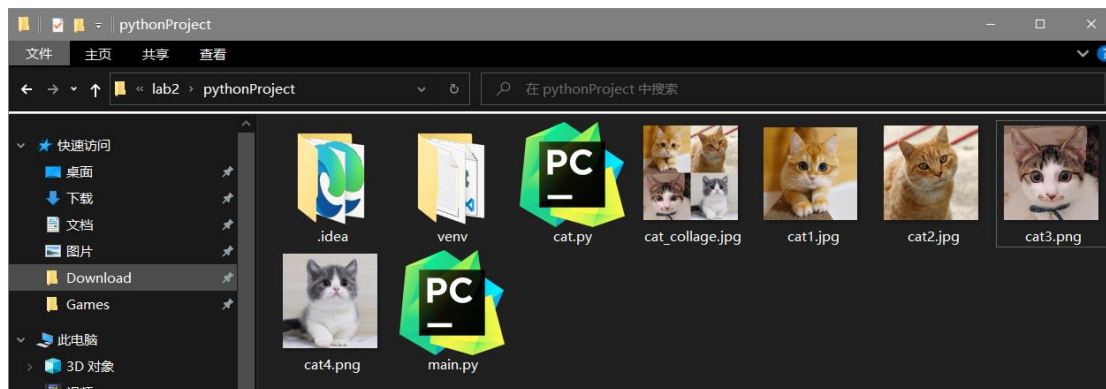 pythonProject
文件 主页 共享 查看
« lab2 › pythonProject
在 pythonProject 中搜索
快速访问
桌面
下载
文档
图片
Download
Games
此电脑
3D 对象
PC
.idea
venv
cat.py
cat_collage.jpg
cat1.jpg
cat2.jpg
cat3.png
PC
cat4.png
main.py